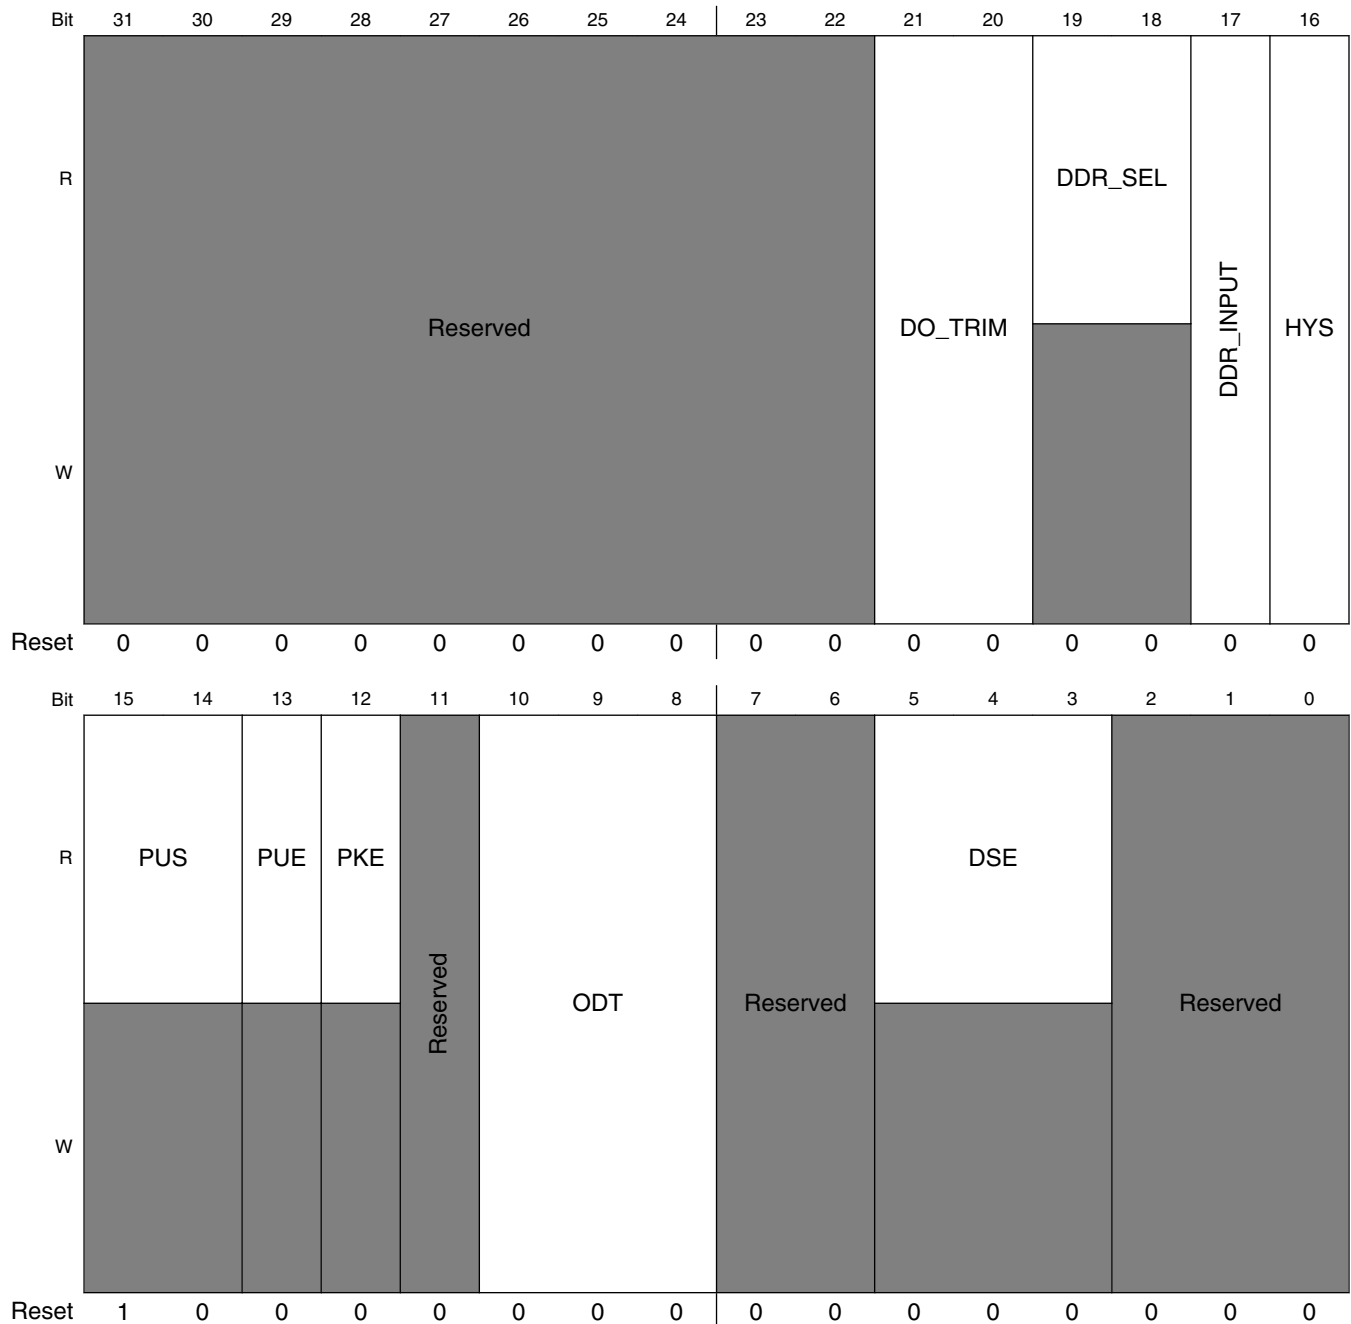 Bit 31 30 29 28 27 26 25 24 23 22 21 20 19 18 17 16
R DDR_SEL
Reserved DO_TRIM DDR_INPUT HYS
W
Reset 0 0 0 0 0 0 0 0 0 0 0 0 0 0 0 0
Bit 15 14 13 12 11 10 9 8 7 6 5 4 3 2 1 0
R PUS PUE PKE DSE
Reserved ODT Reserved Reserved
W
Reset 1 0 0 0 0 0 0 0 0 0 0 0 0 0 0 0